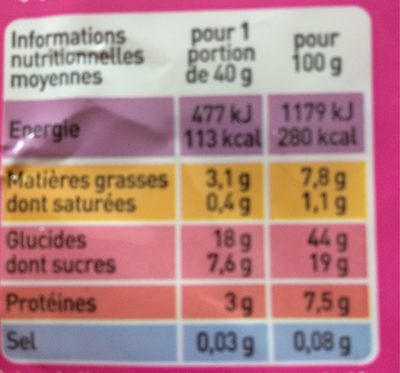 Informations
nutritionnelles
moyennes
pour 1
portion
de 40 g
pour
100 g
Energie
477 kJ 1179 kJ
113 kcal 280 kcal
Matières grasses 3,1 g 7,8 g
dont saturées 0,4 g 1,1 g
Glucides 18 g 44 g
dont sucres 7,6 g 19 g
Protéines 3 g 7,5 g
Sel 0,03 g 0,08 g